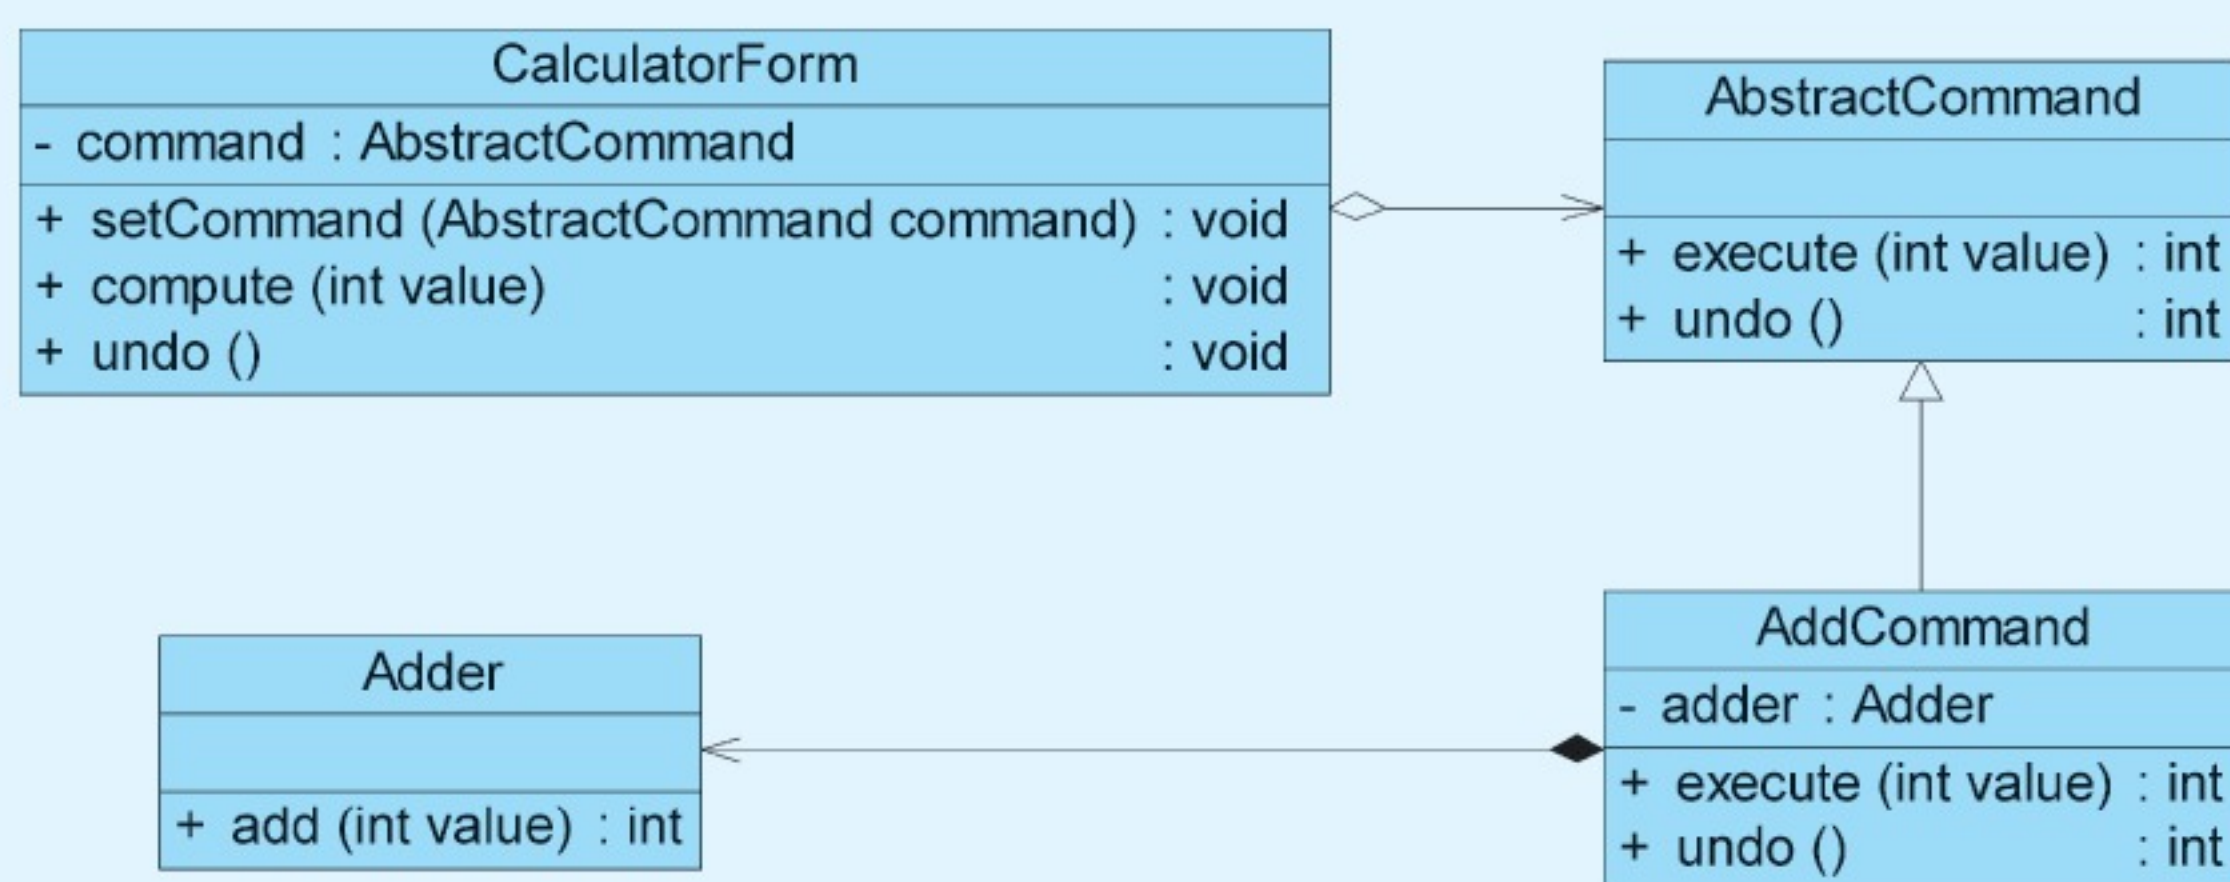 CalculatorForm
- command : AbstractCommand
+ setCommand (AbstractCommand command) : void
+ compute (int value) : void
+ undo () : void
AbstractCommand
+ execute (int value) : int
+ undo () : int
Adder
+ add (int value) : int
AddCommand
- adder : Adder
+ execute (int value) : int
+ undo () : int